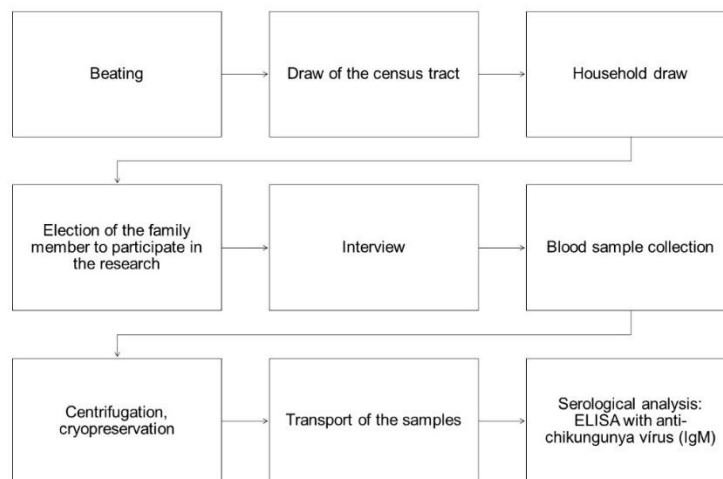 Beating
Draw of the census tract
Household draw
Election of the family
member to participate in
the research
Interview
Blood sample collection
Centrifugation,
cryopreservation
Transport of the samples
Serological analysis:
ELISA with anti-
chikungunya vírus (IgM)